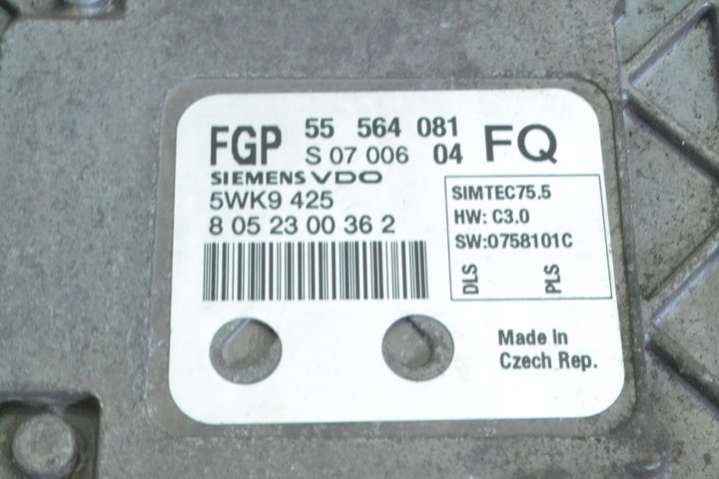 FGP 55 564 081 FQ
S 07 006 04
SIEMENS VDO
5WK9 425
8 05 23 00 36 2
SIMTEC75.5
HW: C3.0
SW:0758101C
DLS PLS
Made in
Czech Rep.